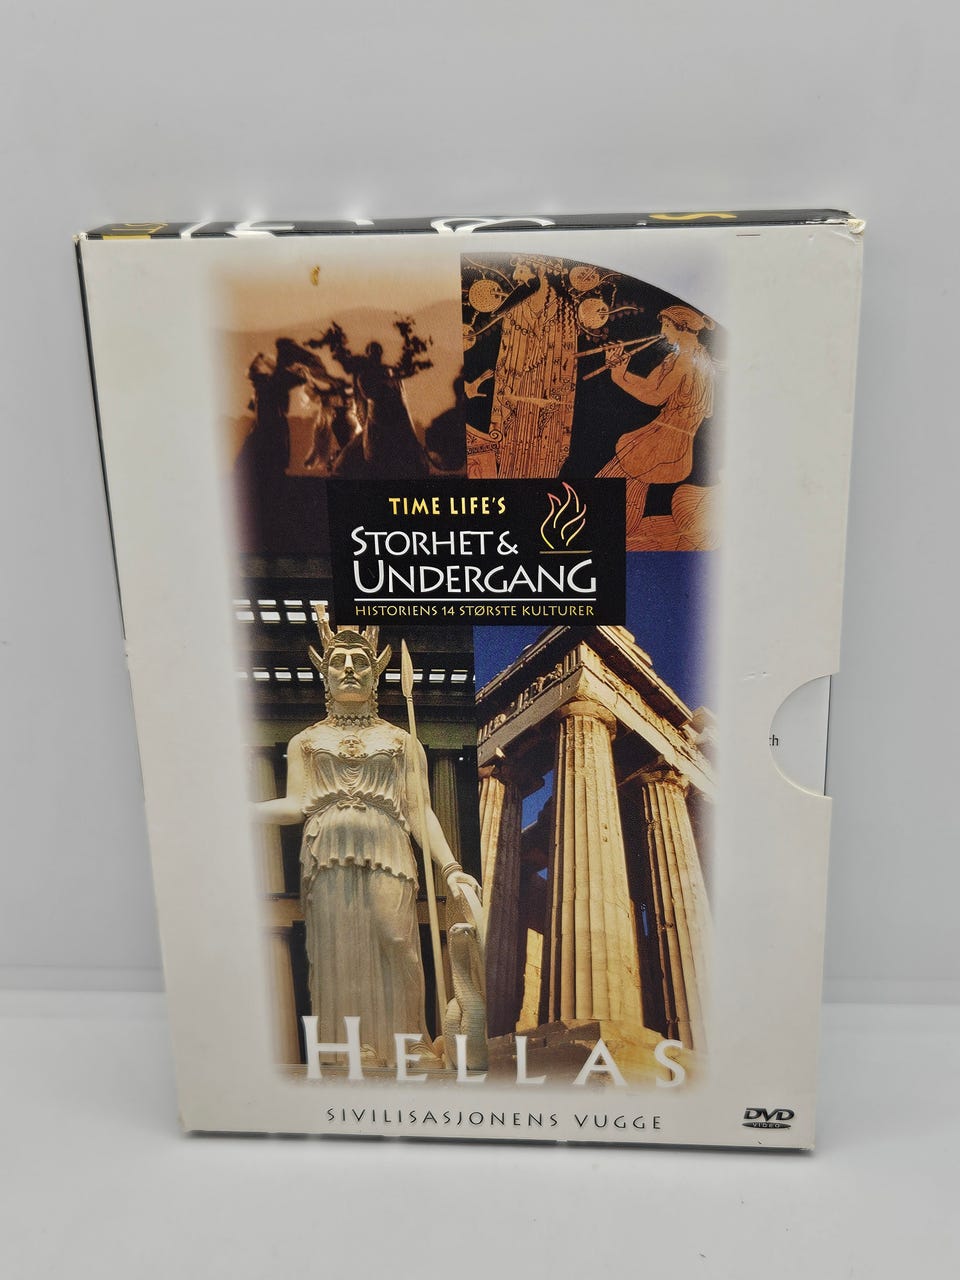 TIME LIFE'S
STORHET &
UNDERGANG
HISTORIENS 14 STØRSTE KULTURER
HELLAS
SIVILISASJONENS VUGGE
DVD
VIDEO